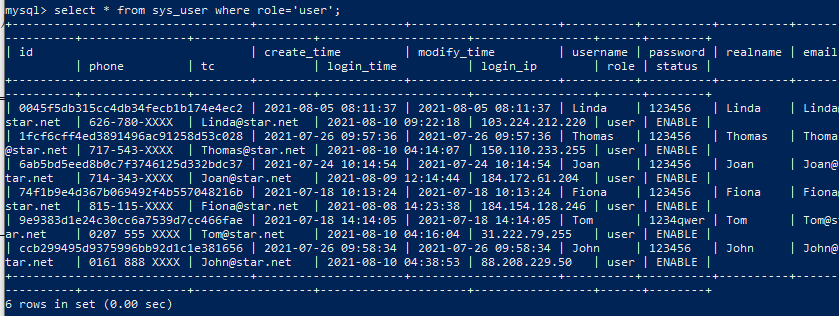 mysql> select * from sys_user where role='user';
+----------------------------------+---------------------+---------------------+----------+----------+----------+------
---------+--------------+-----------------+---------------------+-----------------+------+--------+
| id                               | create_time         | modify_time         | username | password | realname | email
         | phone        | tc              | login_time          | login_ip        | role | status |
+----------------------------------+---------------------+---------------------+----------+----------+----------+------
---------+--------------+-----------------+---------------------+-----------------+------+--------+
| 0045f5db315cc4db34fecb1b174e4ec2 | 2021-08-05 08:11:37 | 2021-08-05 08:11:37 | Linda    | 123456   | Linda    | Linda@
star.net | 626-780-XXXX | Linda@star.net  | 2021-08-10 09:22:18 | 103.224.212.220 | user | ENABLE |
| 1fcf6cff4ed3891496ac91258d53c028 | 2021-07-26 09:57:36 | 2021-07-26 09:57:36 | Thomas   | 123456   | Thomas   | Thomas
@star.net | 717-543-XXXX | Thomas@star.net | 2021-08-10 04:14:07 | 150.110.233.255 | user | ENABLE |
| 6ab5bd5eed8b0c7f3746125d332bdc37 | 2021-07-24 10:14:54 | 2021-07-24 10:14:54 | Joan     | 123456   | Joan     | Joan@s
tar.net | 714-343-XXXX | Joan@star.net   | 2021-08-09 12:14:44 | 184.172.61.204  | user | ENABLE |
| 74f1b9e4d367b069492f4b557048216b | 2021-07-18 10:13:24 | 2021-07-18 10:13:24 | Fiona    | 123456   | Fiona    | Fiona@
star.net | 815-115-XXXX | Fiona@star.net  | 2021-08-08 14:23:38 | 184.154.128.246 | user | ENABLE |
| 9e9383d1e24c30cc6a7539d7cc466fae | 2021-07-18 14:14:05 | 2021-07-18 14:14:05 | Tom      | 1234qwer | Tom      | Tom@st
ar.net | 0207 555 XXXX | Tom@star.net    | 2021-08-10 04:16:04 | 31.222.79.255   | user | ENABLE |
| ccb299495d9375996bb92d1c1e381656 | 2021-07-26 09:58:34 | 2021-07-26 09:58:34 | John     | 123456   | John     | John@s
tar.net | 0161 888 XXXX | John@star.net   | 2021-08-10 04:38:53 | 88.208.229.50   | user | ENABLE |
+----------------------------------+---------------------+---------------------+----------+----------+----------+------
---------+--------------+-----------------+---------------------+-----------------+------+--------+
6 rows in set (0.00 sec)